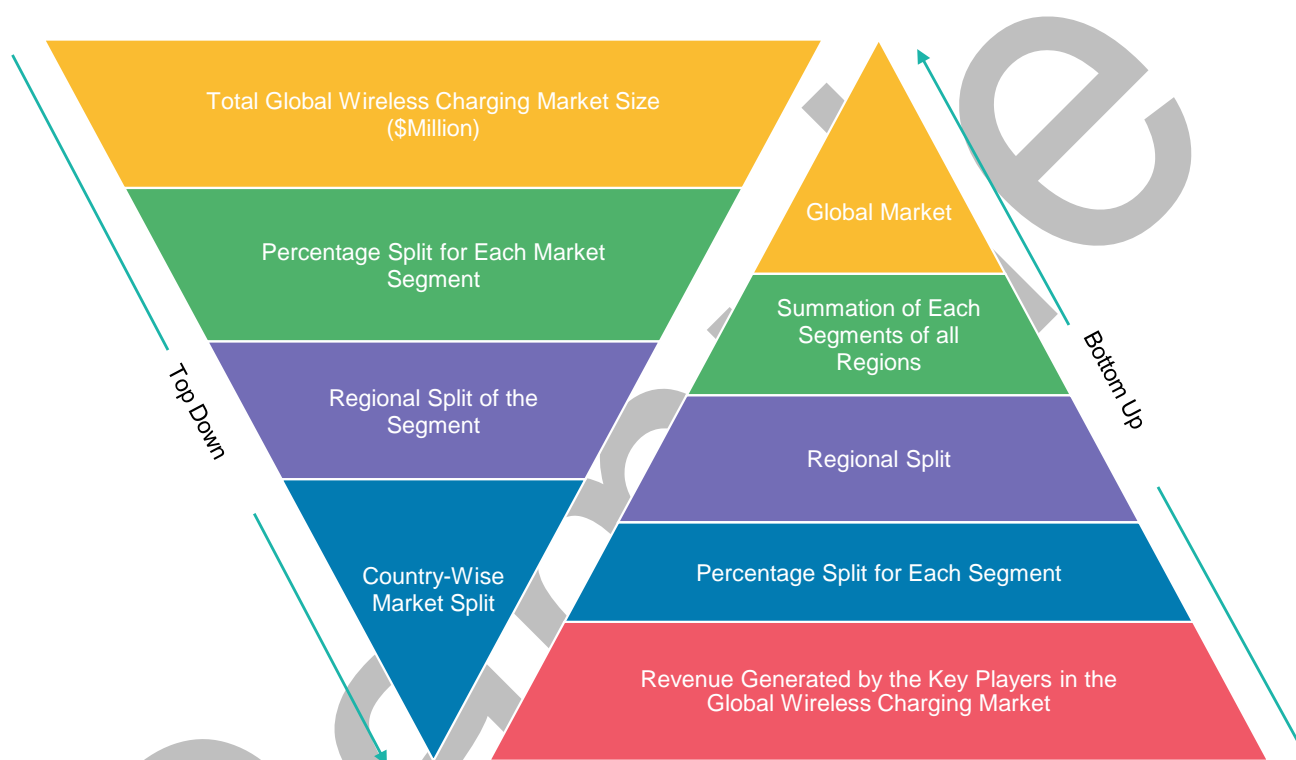 Total Global Wireless Charging Market Size
($Million)
Percentage Split for Each Market
Segment
Regional Split of the
Segment
Country-Wise
Market Split
Top Down
Global Market
Summation of Each
Segments of all
Regions
Regional Split
Percentage Split for Each Segment
Revenue Generated by the Key Players in the
Global Wireless Charging Market
Bottom Up